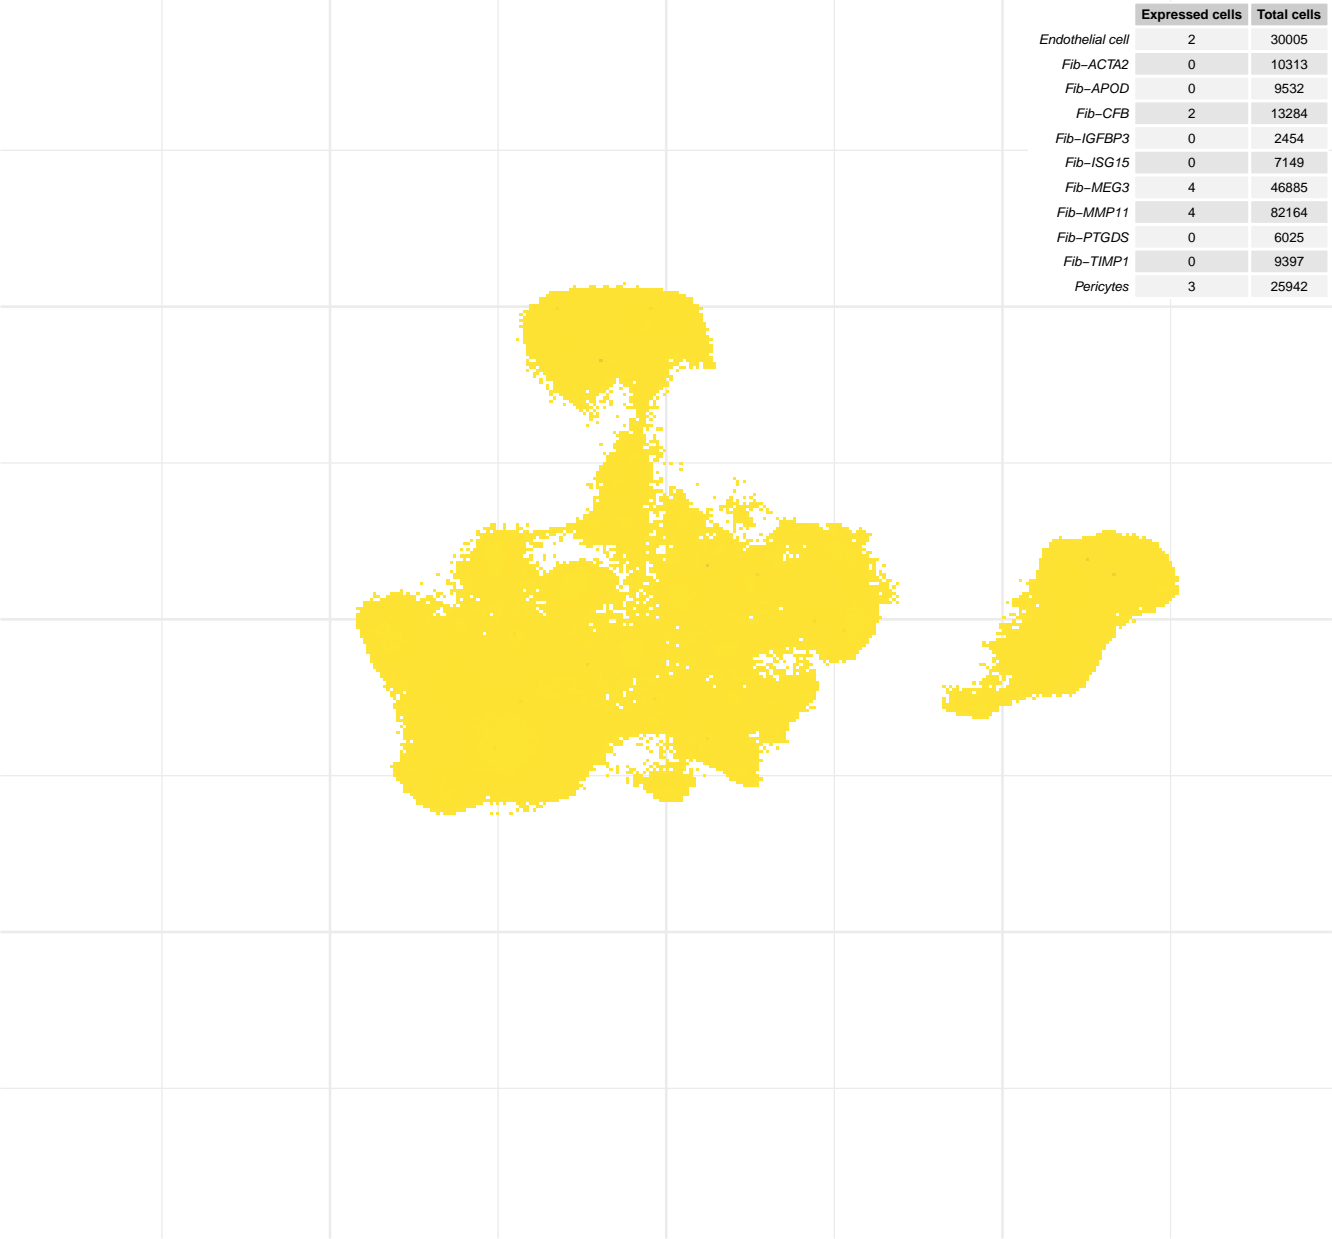 Expressed cells Total cells
Endothelial cell 2 30005
Fib−ACTA2 0 10313
Fib−APOD 0 9532
Fib−CFB 2 13284
Fib−IGFBP3 0 2454
Fib−ISG15 0 7149
Fib−MEG3 4 46885
Fib−MMP11 4 82164
Fib−PTGDS 0 6025
Fib−TIMP1 0 9397
Pericytes 3 25942